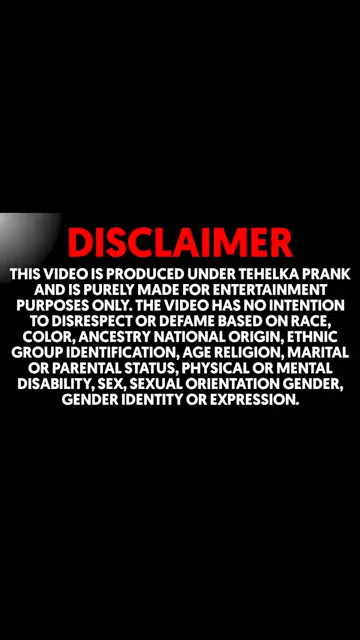 DISCLAIMER
THIS VIDEO IS PRODUCED UNDER TEHELKA PRANK
AND IS PURELY MADE FOR ENTERTAINMENT
PURPOSES ONLY. THE VIDEO HAS NO INTENTION
TO DISRESPECT OR DEFAME BASED ON RACE,
COLOR, ANCESTRY NATIONAL ORIGIN, ETHNIC
GROUP IDENTIFICATION, AGE RELIGION, MARITAL
OR PARENTAL STATUS, PHYSICAL OR MENTAL
DISABILITY, SEX, SEXUAL ORIENTATION GENDER,
GENDER IDENTITY OR EXPRESSION.